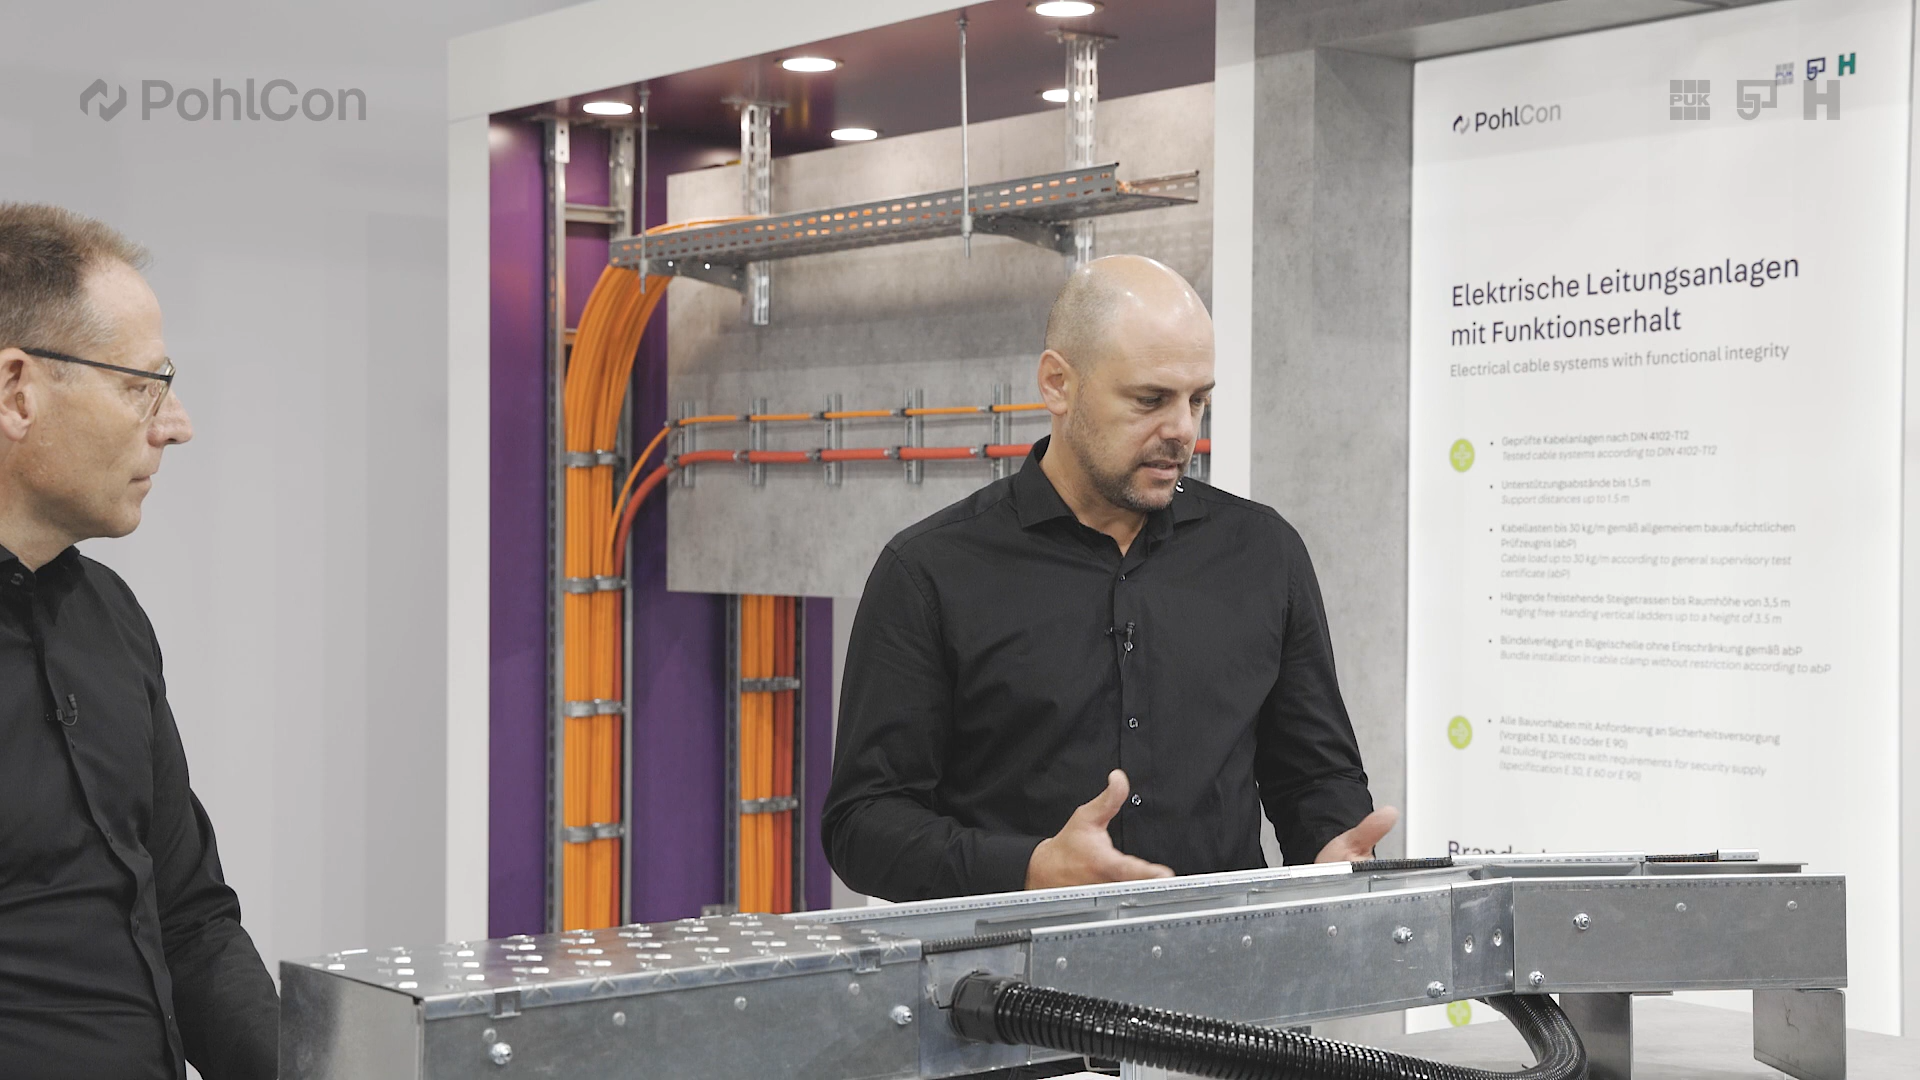 PohlCon
PUK H
H
PohlCon
Elektrische Leitungsanlagen
mit Funktionserhalt
Electrical cable systems with functional integrity
• Geprüfte Kabelanlagen nach DIN 4102-T12
Tested cable systems according to DIN 4102-T12
• Unterstützungsabstände bis 1,5 m
Support distances up to 1.5 m
• Kabellasten bis 30 kg/m gemäß allgemeinem bauaufsichtlichen
Prüfzeugnis (abP)
Cable load up to 30 kg/m according to general supervisory test
certificate (abP)
• Hängende freistehende Steigetrassen bis Raumhöhe von 3,5 m
Hanging free-standing vertical ladders up to a height of 3.5 m
• Bündelverlegung in Bügelschelle ohne Einschränkung gemäß abP
Bundle installation in cable clamp without restriction according to abP
• Alle Bauvorhaben mit Anforderung an Sicherheitsversorgung
(Vorgabe E 30, E 60 oder E 90)
All building projects with requirements for security supply
(specifitzation E 30, E 60 or E 90)